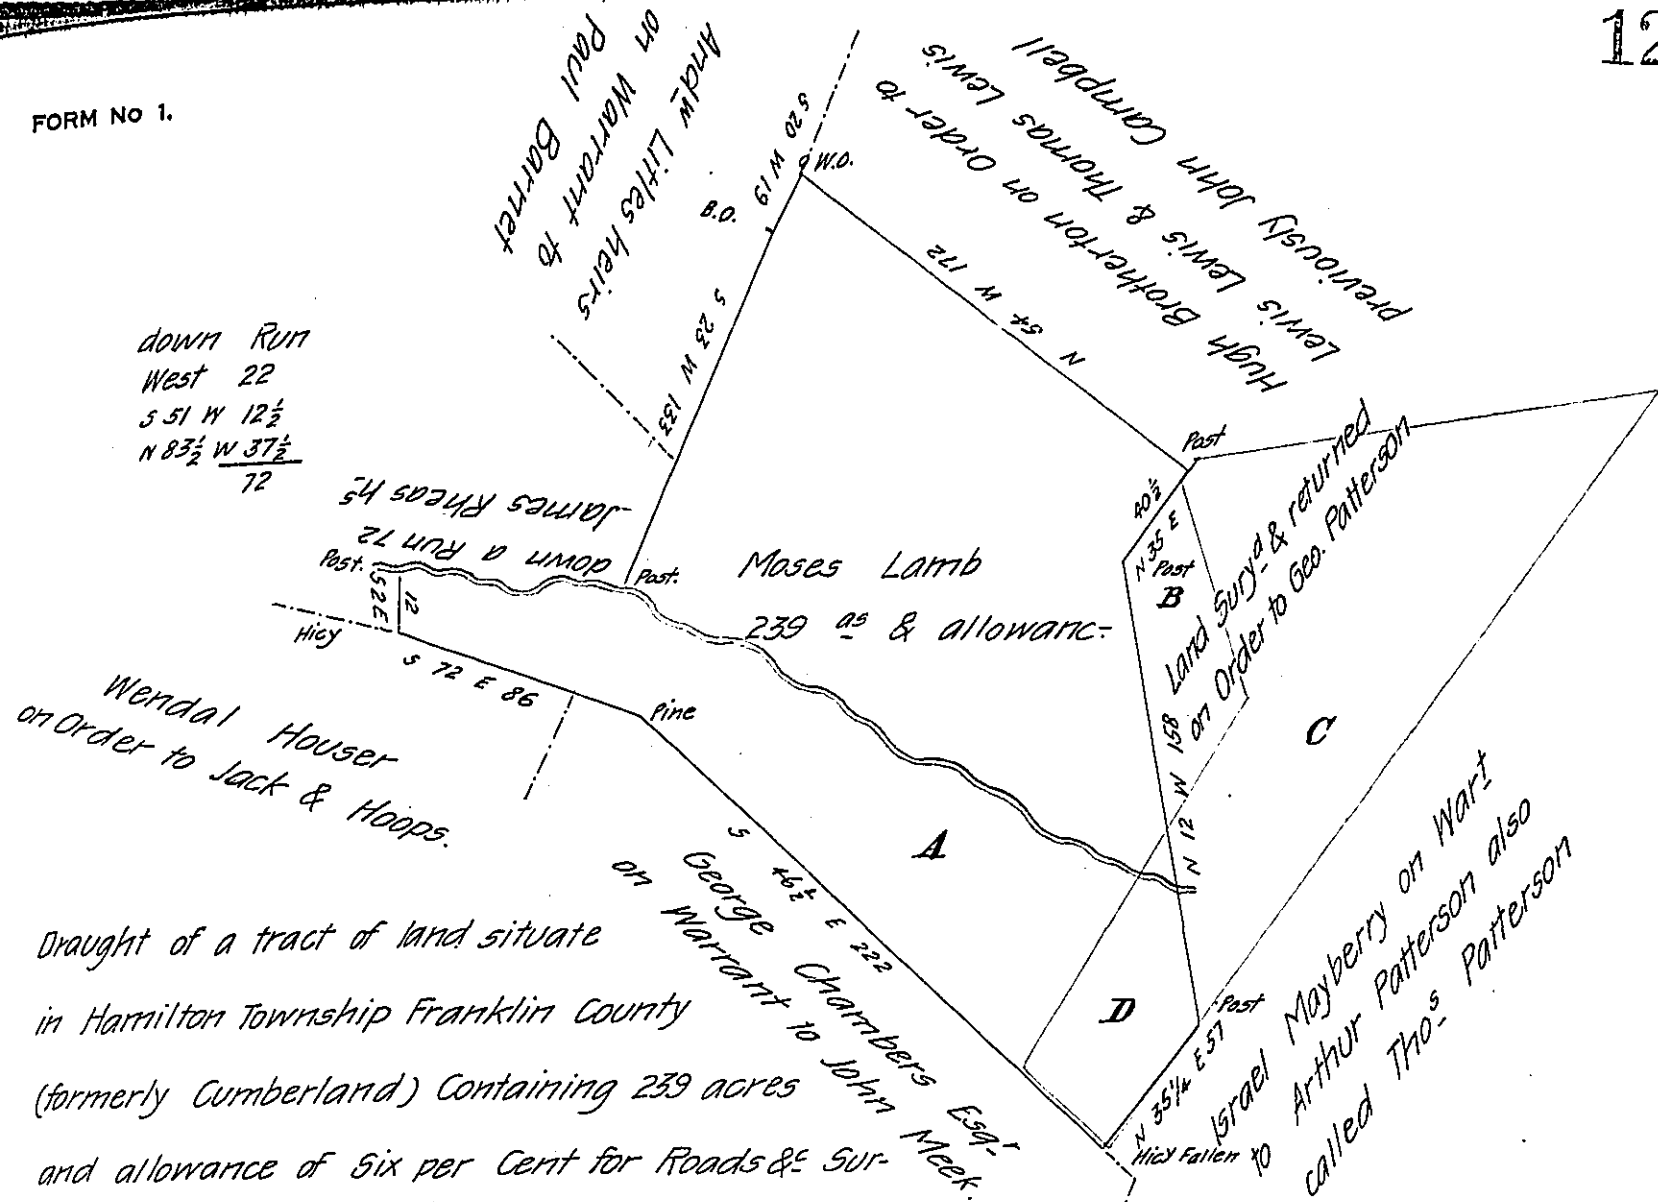 12
FORM No 1.
Andw Litles heirs
on Warrant to
Paul Barnet
S 20 W 19
W.O.
B.O.
Hugh Brotherton on Order to
Lewis Lewis & Thomas Lewis
previously John Campbell
N 54 W 172
S 23 W 133
down Run
West 22
S 51 W 12½
N 83½ W 37½
72
James Rheas hs
down a Run 72
Post.
Post.
S 2 E
12
Hicy
S 72 E 86
Pine
Wendal Houser
on Order to Jack & Hoops.
Moses Lamb
239 as & allowanc-
Post
40½
N 35 E
Post
B
Land Survd & returned
on Order to Geo. Patterson
N 12 W 158
C
A
D
S 46½ E 222
George Chambers Esqr
on Warrant to John Meek.
Post
N 35¼ E 57
Hicy Fallen
Israel Mayberry on Wart
to Arthur Patterson also
called Thos Patterson
Draught of a tract of land situate
in Hamilton Township Franklin County
(formerly Cumberland) Containing 239 acres
and allowance of Six per Cent for Roads &c Sur-